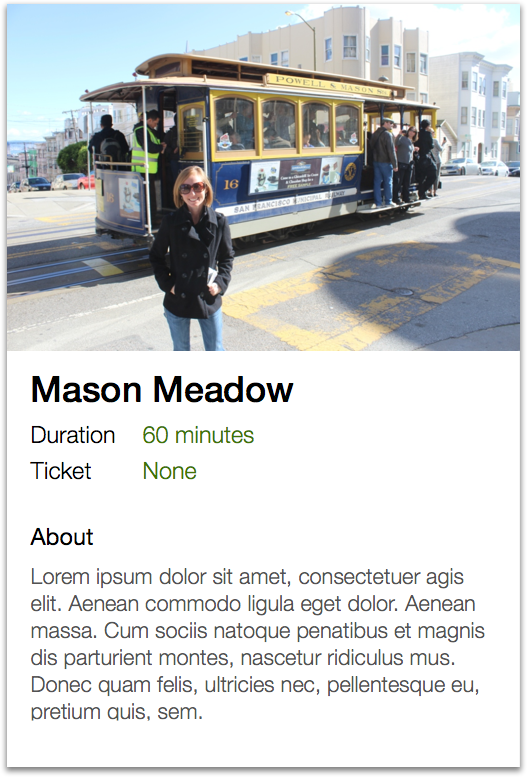 POWELL & MASON STS.
16
SAN FRANCISCO MUNICIPAL RAILWAY
Mason Meadow
Duration 60 minutes
Ticket None
About
Lorem ipsum dolor sit amet, consectetuer agis
elit. Aenean commodo ligula eget dolor. Aenean
massa. Cum sociis natoque penatibus et magnis
dis parturient montes, nascetur ridiculus mus.
Donec quam felis, ultricies nec, pellentesque eu,
pretium quis, sem.